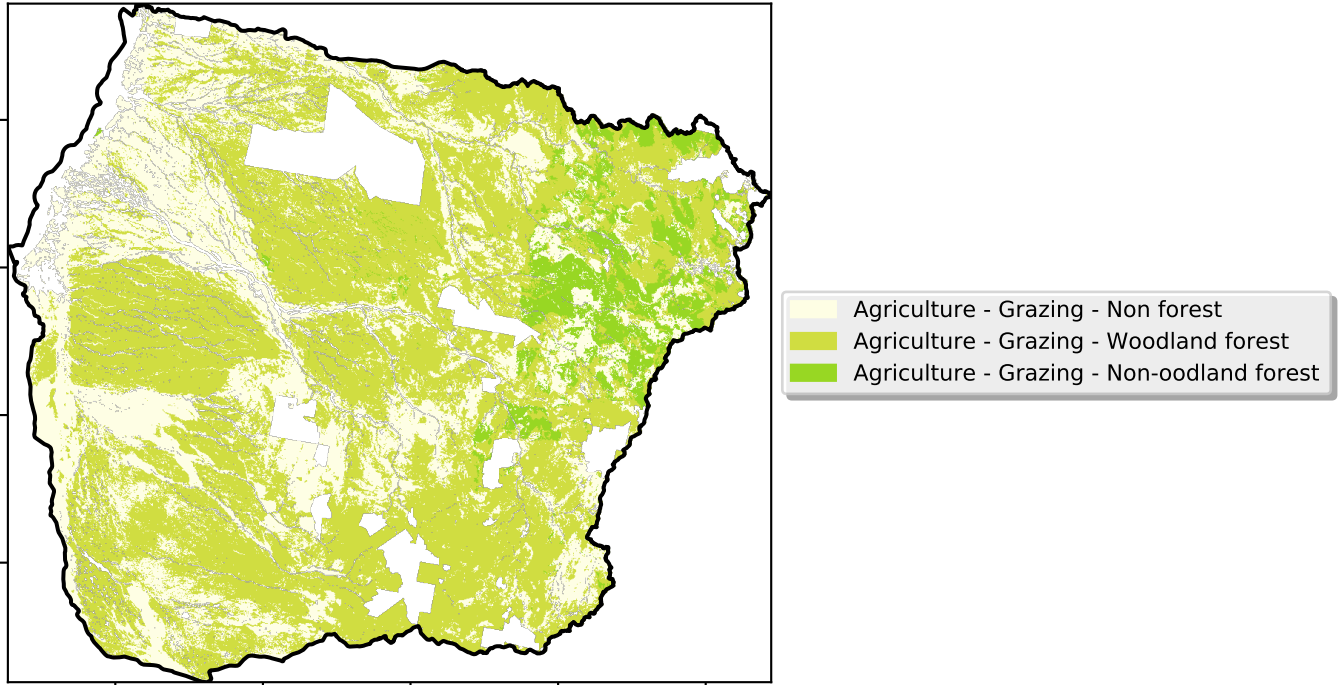 Agriculture - Grazing - Non forest
Agriculture - Grazing - Woodland forest
Agriculture - Grazing - Non-oodland forest